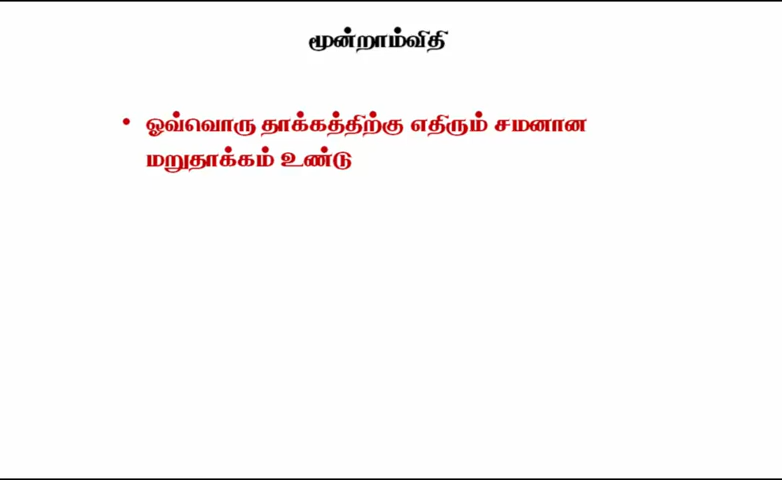 மூன்றாம்விதி
• ஒவ்வொரு தாக்கத்திற்கு எதிரும் சமனான
மறுதாக்கம் உண்டு